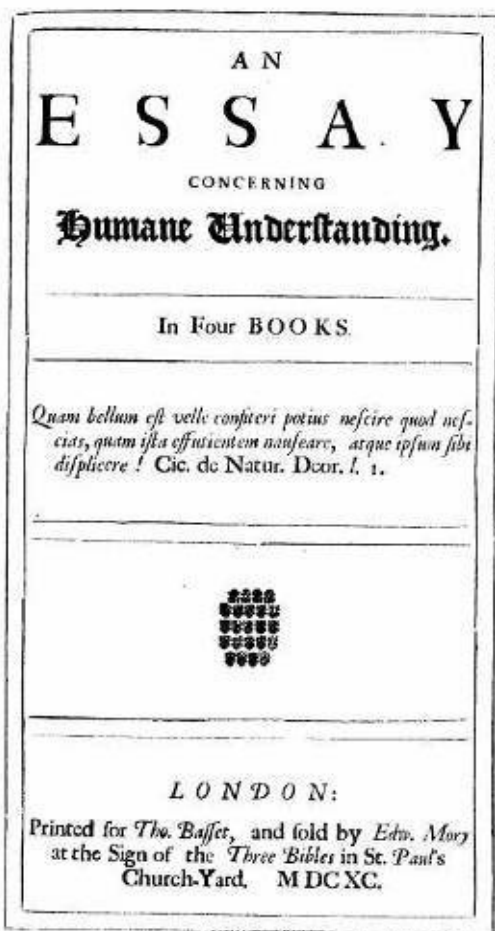 AN
ESSAY
CONCERNING
Humane Understanding.
In Four BOOKS.
Quam bellum eſt velle confiteri potius neſcire quod neſ-
cias, quam iſta effutientem nauſeare, atque ipſum ſibi
diſplicere ! Cic. de Natur. Deor. l. 1.
LONDON:
Printed for Tho. Baſſet, and ſold by Edw. Mory
at the Sign of the Three Bibles in St. Paul's
Church-Yard. MDCXC.